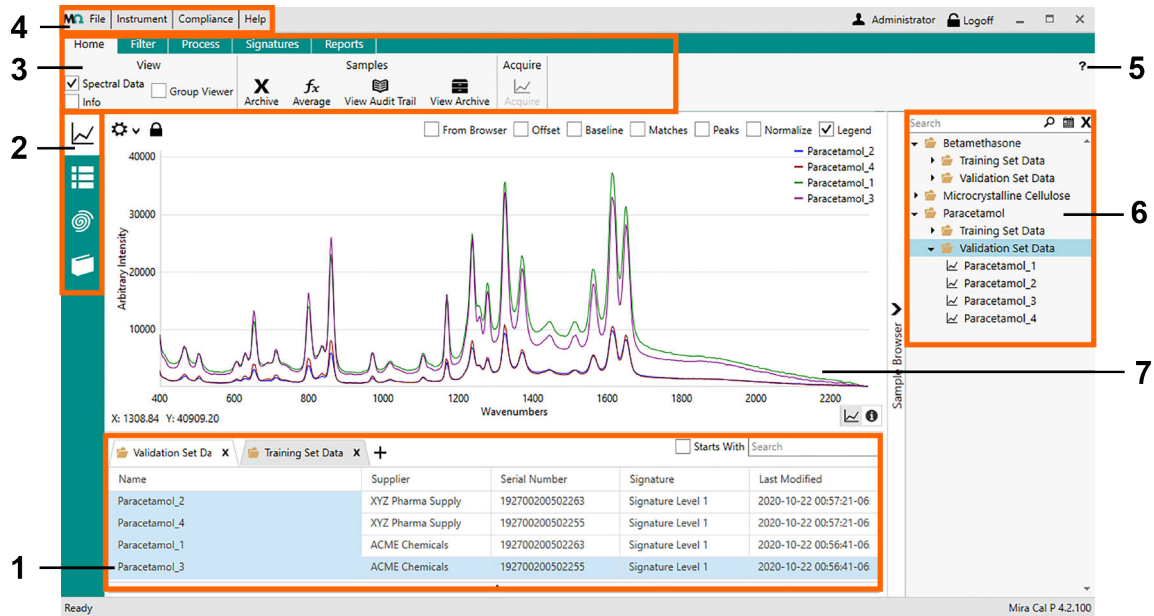 4
MQ File Instrument Compliance Help Administrator Logoff
Home Filter Process Signatures Reports
3
View Samples Acquire
? 5
Spectral Data Group Viewer
Info
X fx
Archive Average View Audit Trail View Archive Acquire
2
From Browser Offset Baseline Matches Peaks Normalize Legend
Search X
40000
30000
20000
10000
Arbitrary Intensity
Paracetamol_2
Paracetamol_4
Paracetamol_1
Paracetamol_3
400 600 800 1000 1200 1400 1600 1800 2000 2200
Wavenumbers
X: 1308.84 Y: 40909.20
Sample Browser
Betamethasone
Training Set Data
Validation Set Data
Microcrystalline Cellulose
Paracetamol
Training Set Data
Validation Set Data
Paracetamol_1
Paracetamol_2
Paracetamol_3
Paracetamol_4
6
7
Validation Set Da X Training Set Data X + Starts With Search
Name Supplier Serial Number Signature Last Modified
Paracetamol_2 XYZ Pharma Supply 192700200502263 Signature Level 1 2020-10-22 00:57:21-06
Paracetamol_4 XYZ Pharma Supply 192700200502255 Signature Level 1 2020-10-22 00:57:21-06
Paracetamol_1 ACME Chemicals 192700200502263 Signature Level 1 2020-10-22 00:56:41-06
1
Paracetamol_3 ACME Chemicals 192700200502255 Signature Level 1 2020-10-22 00:56:41-06
Ready Mira Cal P 4.2.100